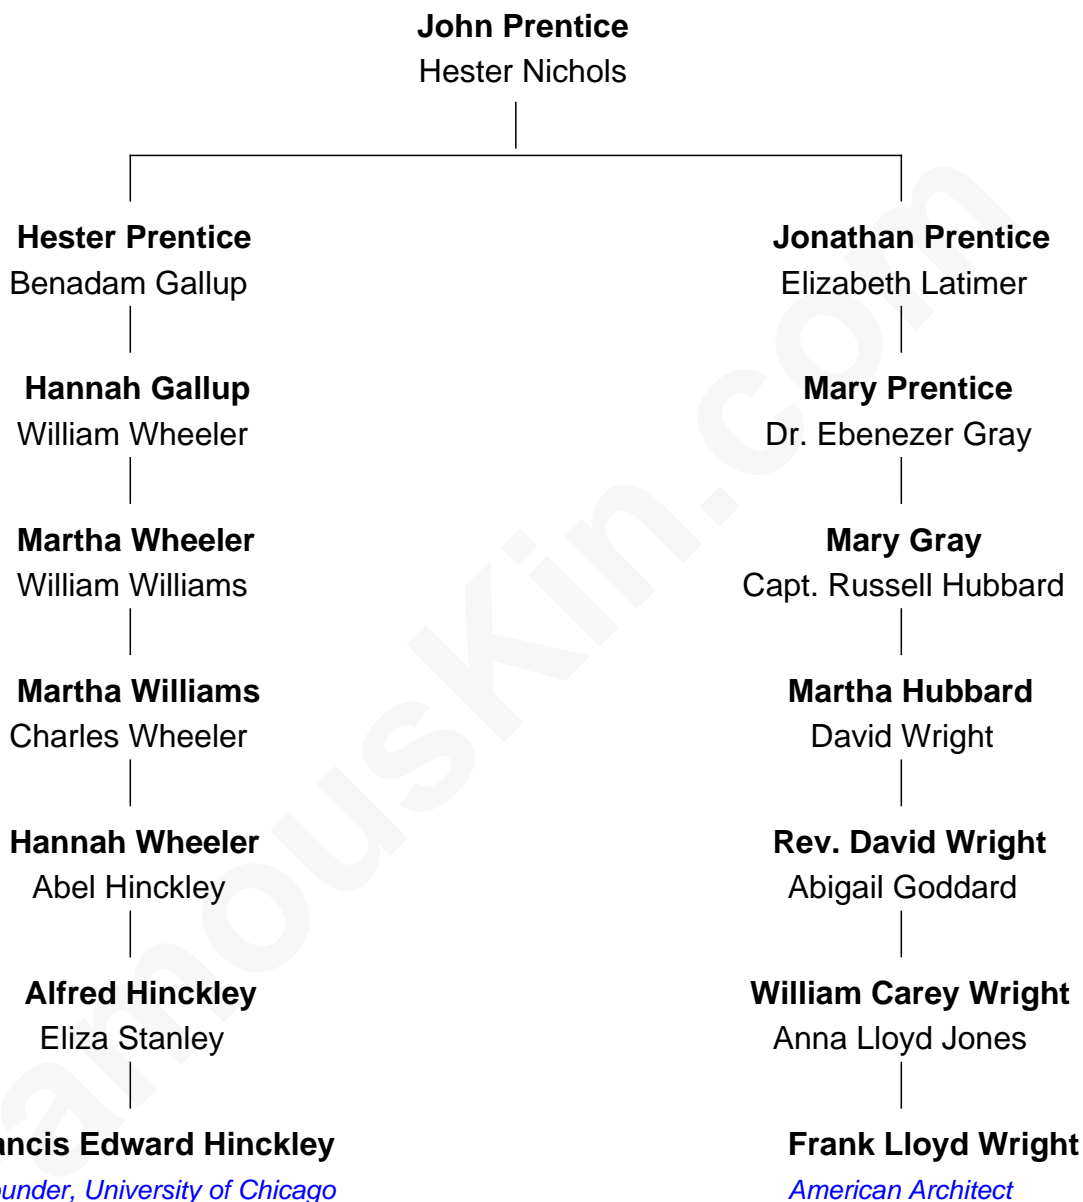 John Prentice
Hester Nichols
Hester Prentice
Benadam Gallup
Jonathan Prentice
Elizabeth Latimer
Hannah Gallup
William Wheeler
Mary Prentice
Dr. Ebenezer Gray
Martha Wheeler
William Williams
Mary Gray
Capt. Russell Hubbard
Martha Williams
Charles Wheeler
Martha Hubbard
David Wright
Hannah Wheeler
Abel Hinckley
Rev. David Wright
Abigail Goddard
Alfred Hinckley
Eliza Stanley
William Carey Wright
Anna Lloyd Jones
ancis Edward Hinckley
ounder, University of Chicago
Frank Lloyd Wright
American Architect
amousKin.com